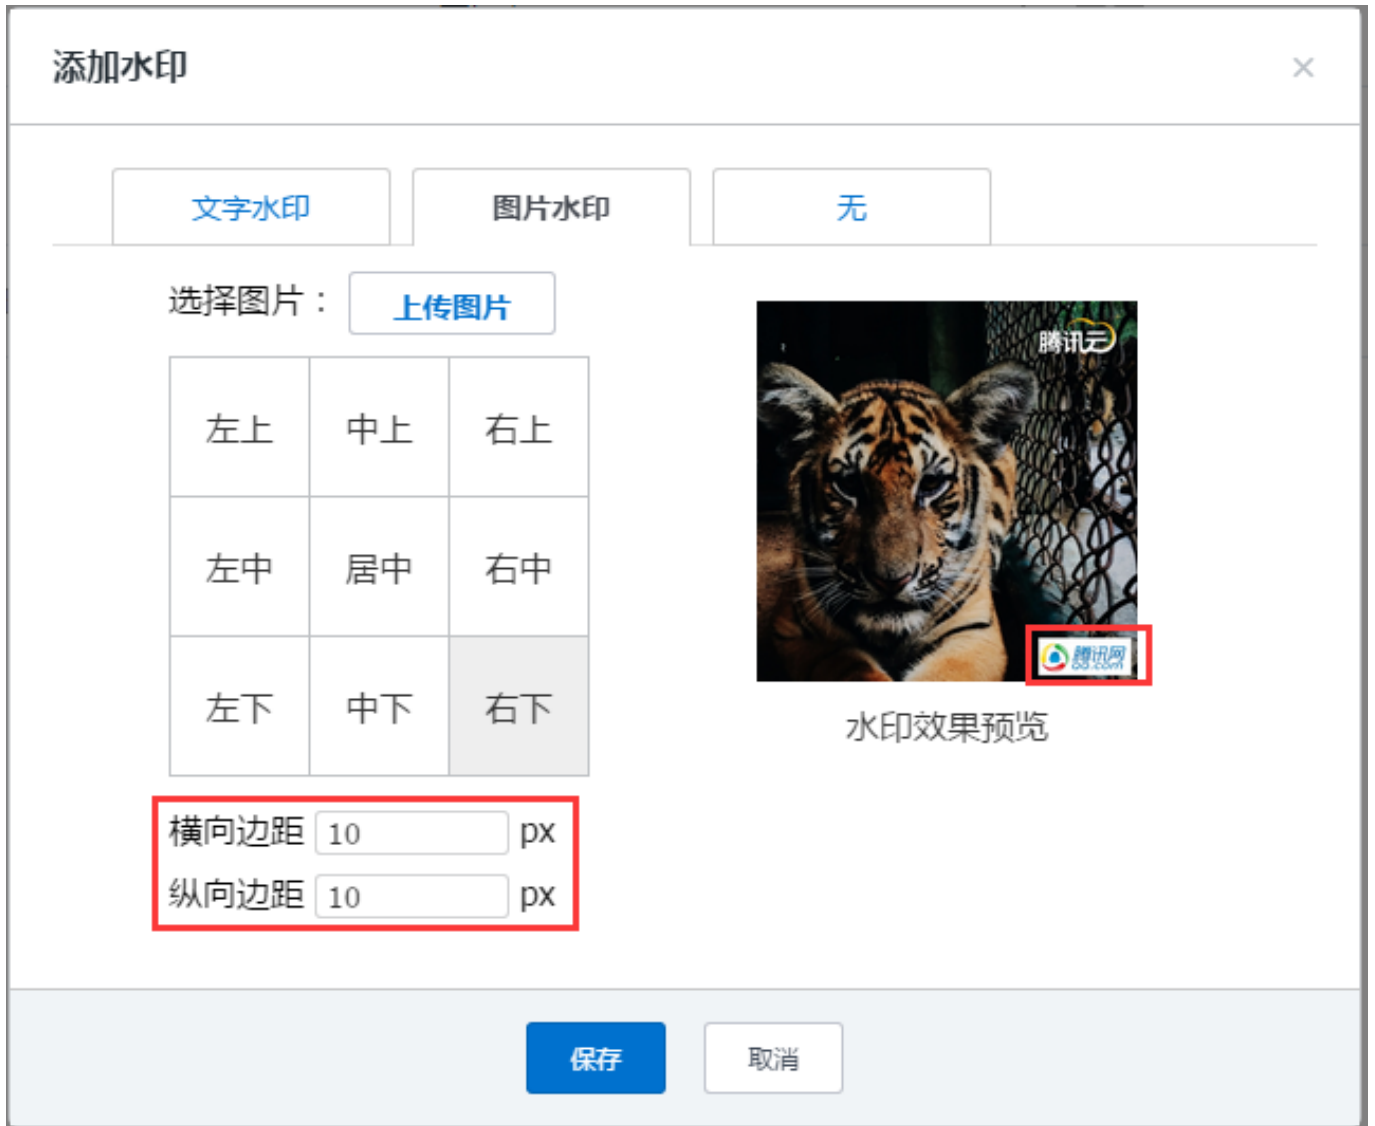 添加水印
×
文字水印 图片水印 无
选择图片： 上传图片
腾讯云
左上 中上 右上
左中 居中 右中
腾讯网
QQ.com
左下 中下 右下
水印效果预览
横向边距 10 px
纵向边距 10 px
保存 取消